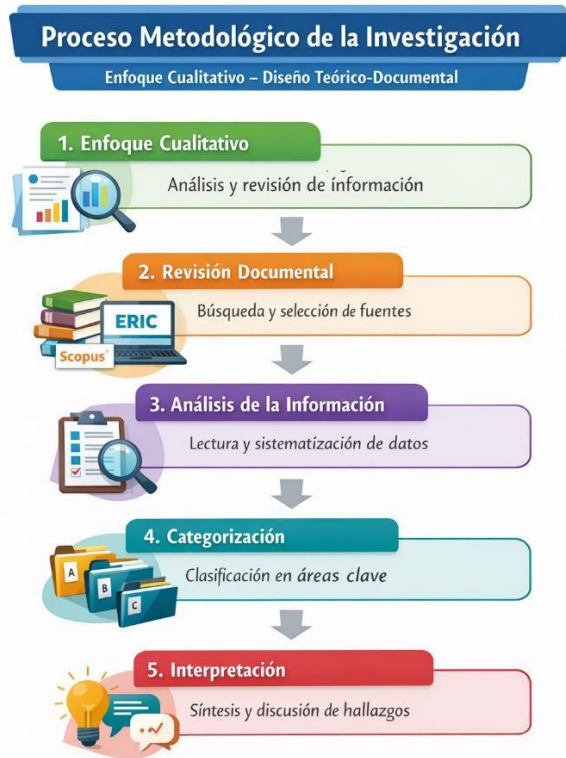 Proceso Metodológico de la Investigación
Enfoque Cualitativo – Diseño Teórico-Documental
1. Enfoque Cualitativo
Análisis y revisión de información
2. Revisión Documental
ERIC
Scopus
Búsqueda y selección de fuentes
3. Análisis de la Información
Lectura y sistematización de datos
4. Categorización
A
B
C
Clasificación en áreas clave
5. Interpretación
Síntesis y discusión de hallazgos